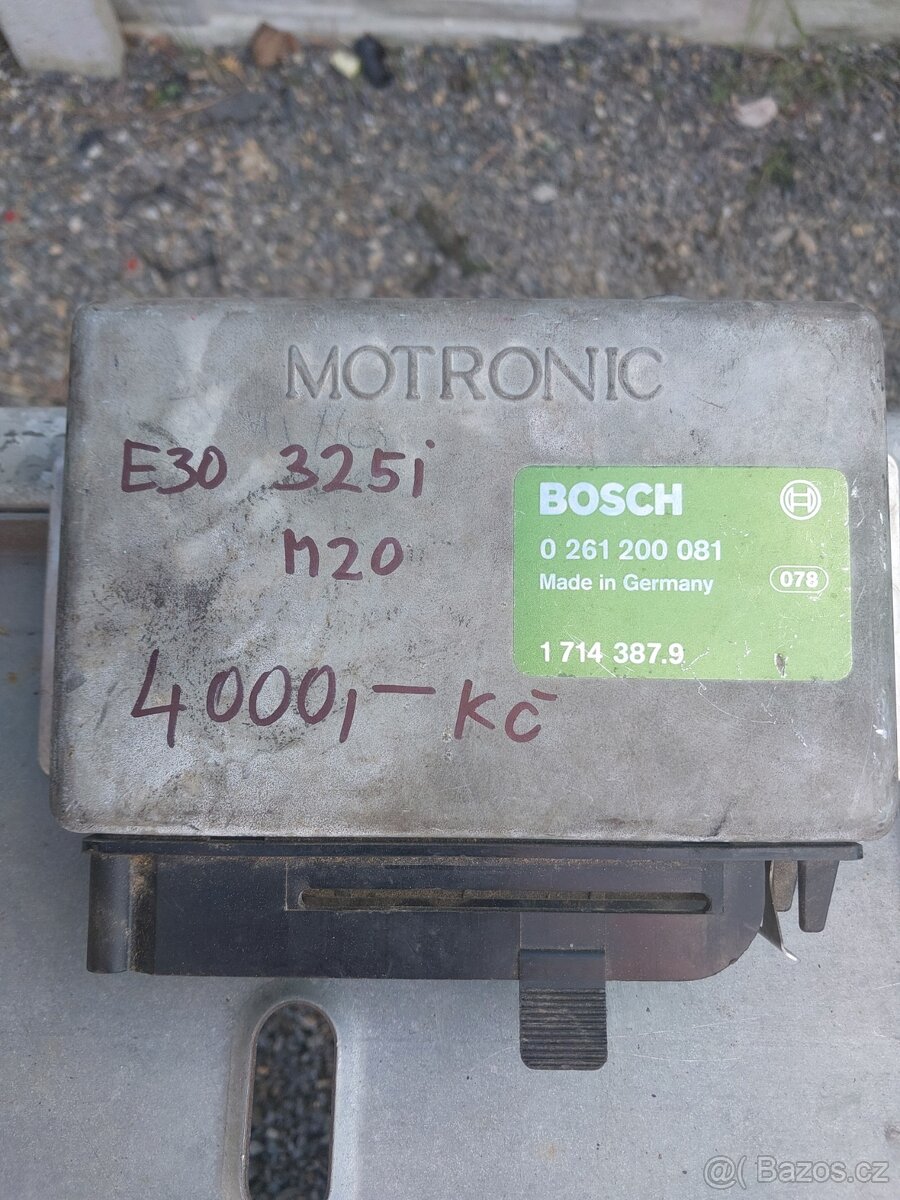 MOTRONIC
E30 325i
M20
4000,- Kč
BOSCH
0 261 200 081
Made in Germany 078
1 714 387.9
@( Bazos.cz